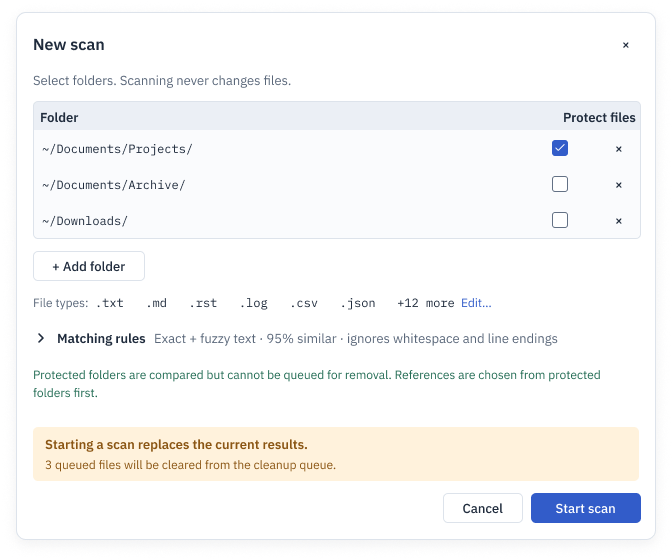 New scan ×
Select folders. Scanning never changes files.
Folder Protect files
~/Documents/Projects/ ×
~/Documents/Archive/ ×
~/Downloads/ ×
+ Add folder
File types: .txt .md .rst .log .csv .json +12 more Edit...
Matching rules Exact + fuzzy text · 95% similar · ignores whitespace and line endings
Protected folders are compared but cannot be queued for removal. References are chosen from protected
folders first.
Starting a scan replaces the current results.
3 queued files will be cleared from the cleanup queue.
Cancel Start scan